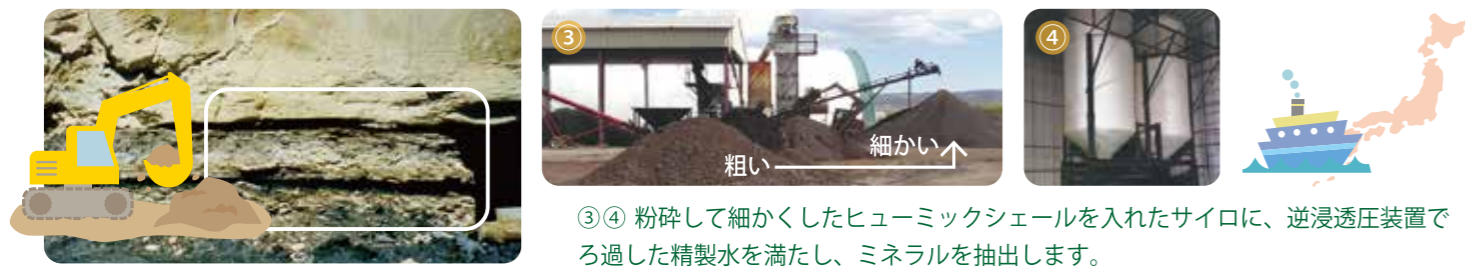 ③
④
粗い
細かい
③④ 粉砕して細かくしたヒューミックシェールを入れたサイロに、逆浸透圧装置で
ろ過した精製水を満たし、ミネラルを抽出します。